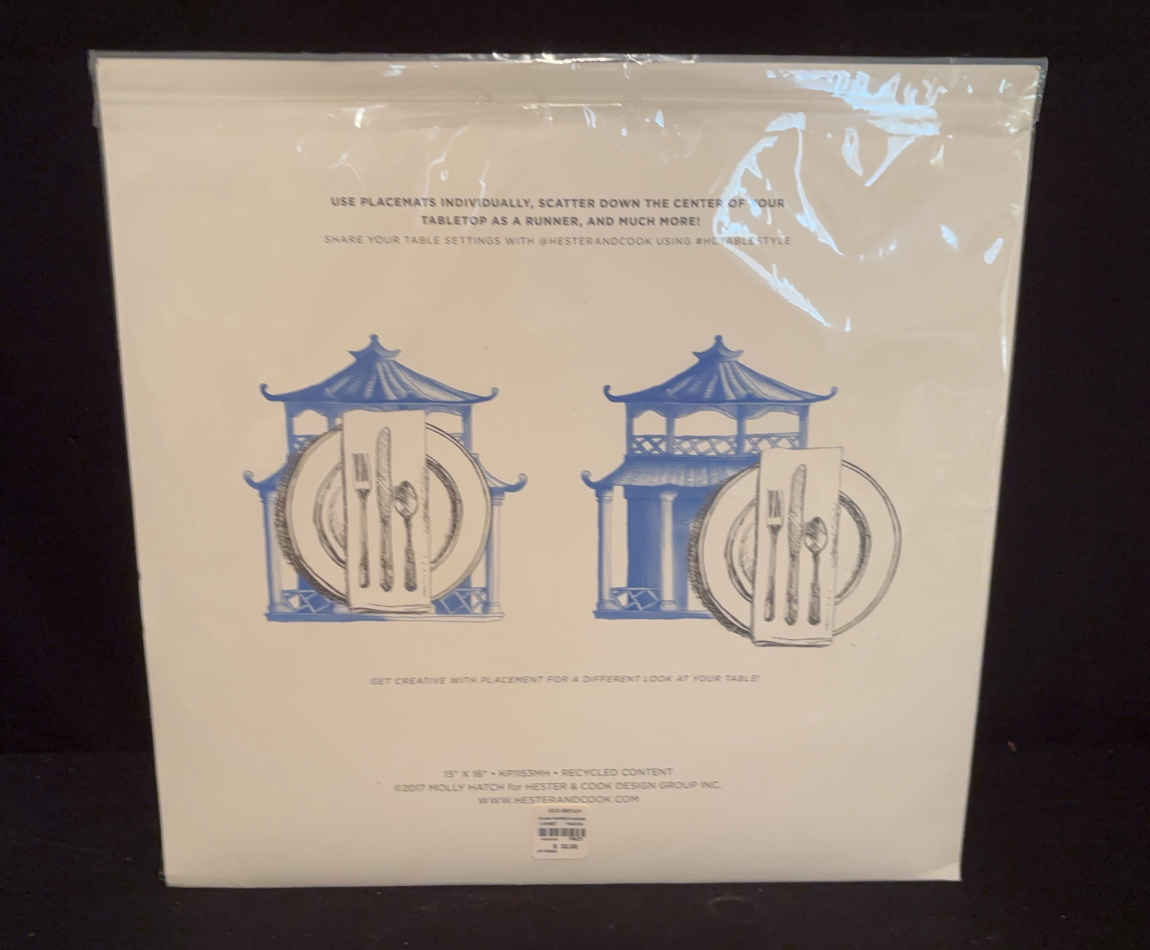 USE PLACEMATS INDIVIDUALLY, SCATTER DOWN THE CENTER OF YOUR
TABLETOP AS A RUNNER, AND MUCH MORE!
SHARE YOUR TABLE SETTINGS WITH @HESTERANDCOOK USING #HCTABLESTYLE
GET CREATIVE WITH PLACEMENT FOR A DIFFERENT LOOK AT YOUR TABLE!
15" X 16" • KP1153MH • RECYCLED CONTENT
©2017 MOLLY HATCH for HESTER & COOK DESIGN GROUP INC.
WWW.HESTERANDCOOK.COM